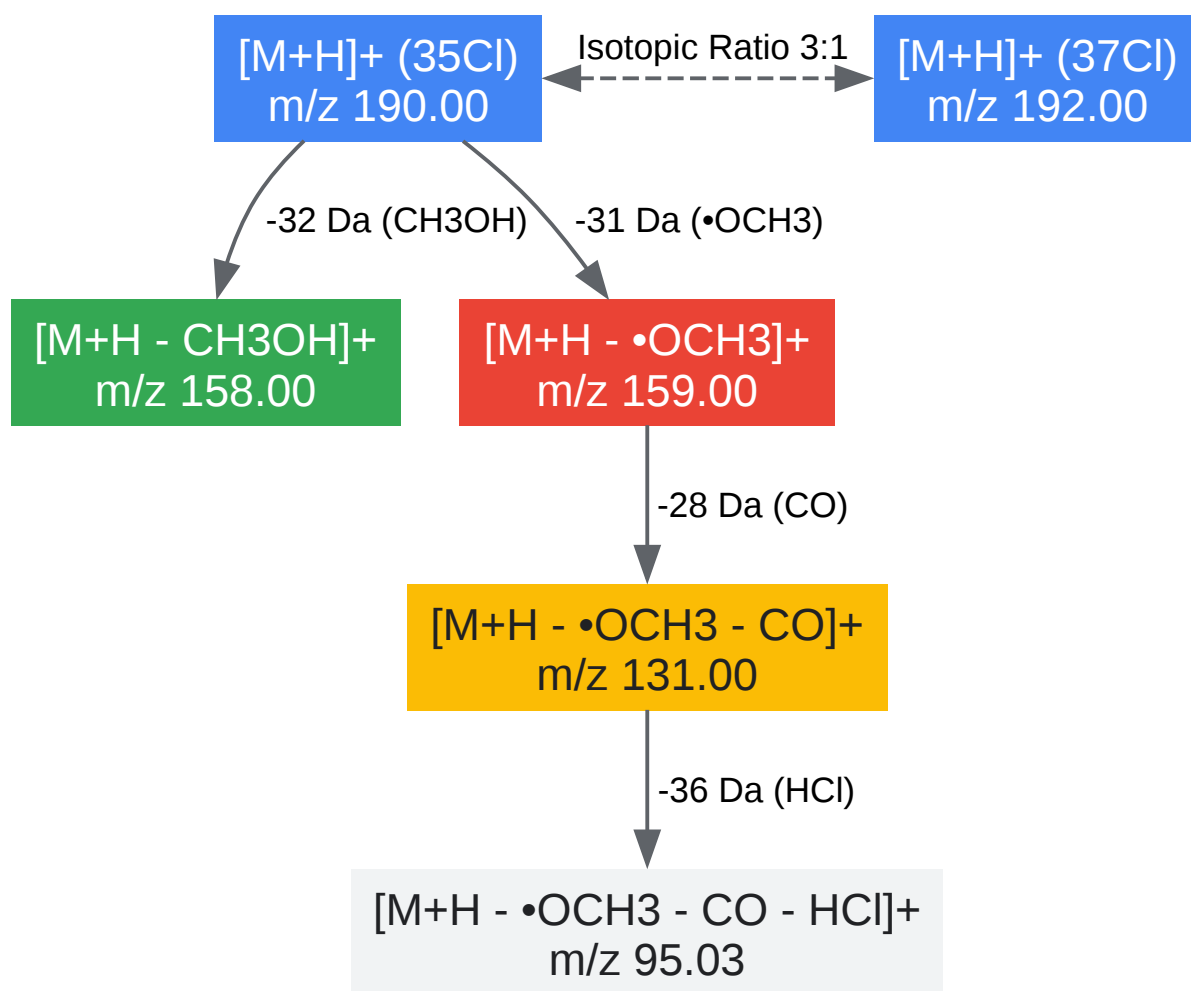 [M+H]+ (35Cl)
m/z 190.00
Isotopic Ratio 3:1
[M+H]+ (37Cl)
m/z 192.00
-32 Da (CH3OH)
-31 Da (•OCH3)
[M+H - CH3OH]+
m/z 158.00
[M+H - •OCH3]+
m/z 159.00
-28 Da (CO)
[M+H - •OCH3 - CO]+
m/z 131.00
-36 Da (HCl)
[M+H - •OCH3 - CO - HCl]+
m/z 95.03